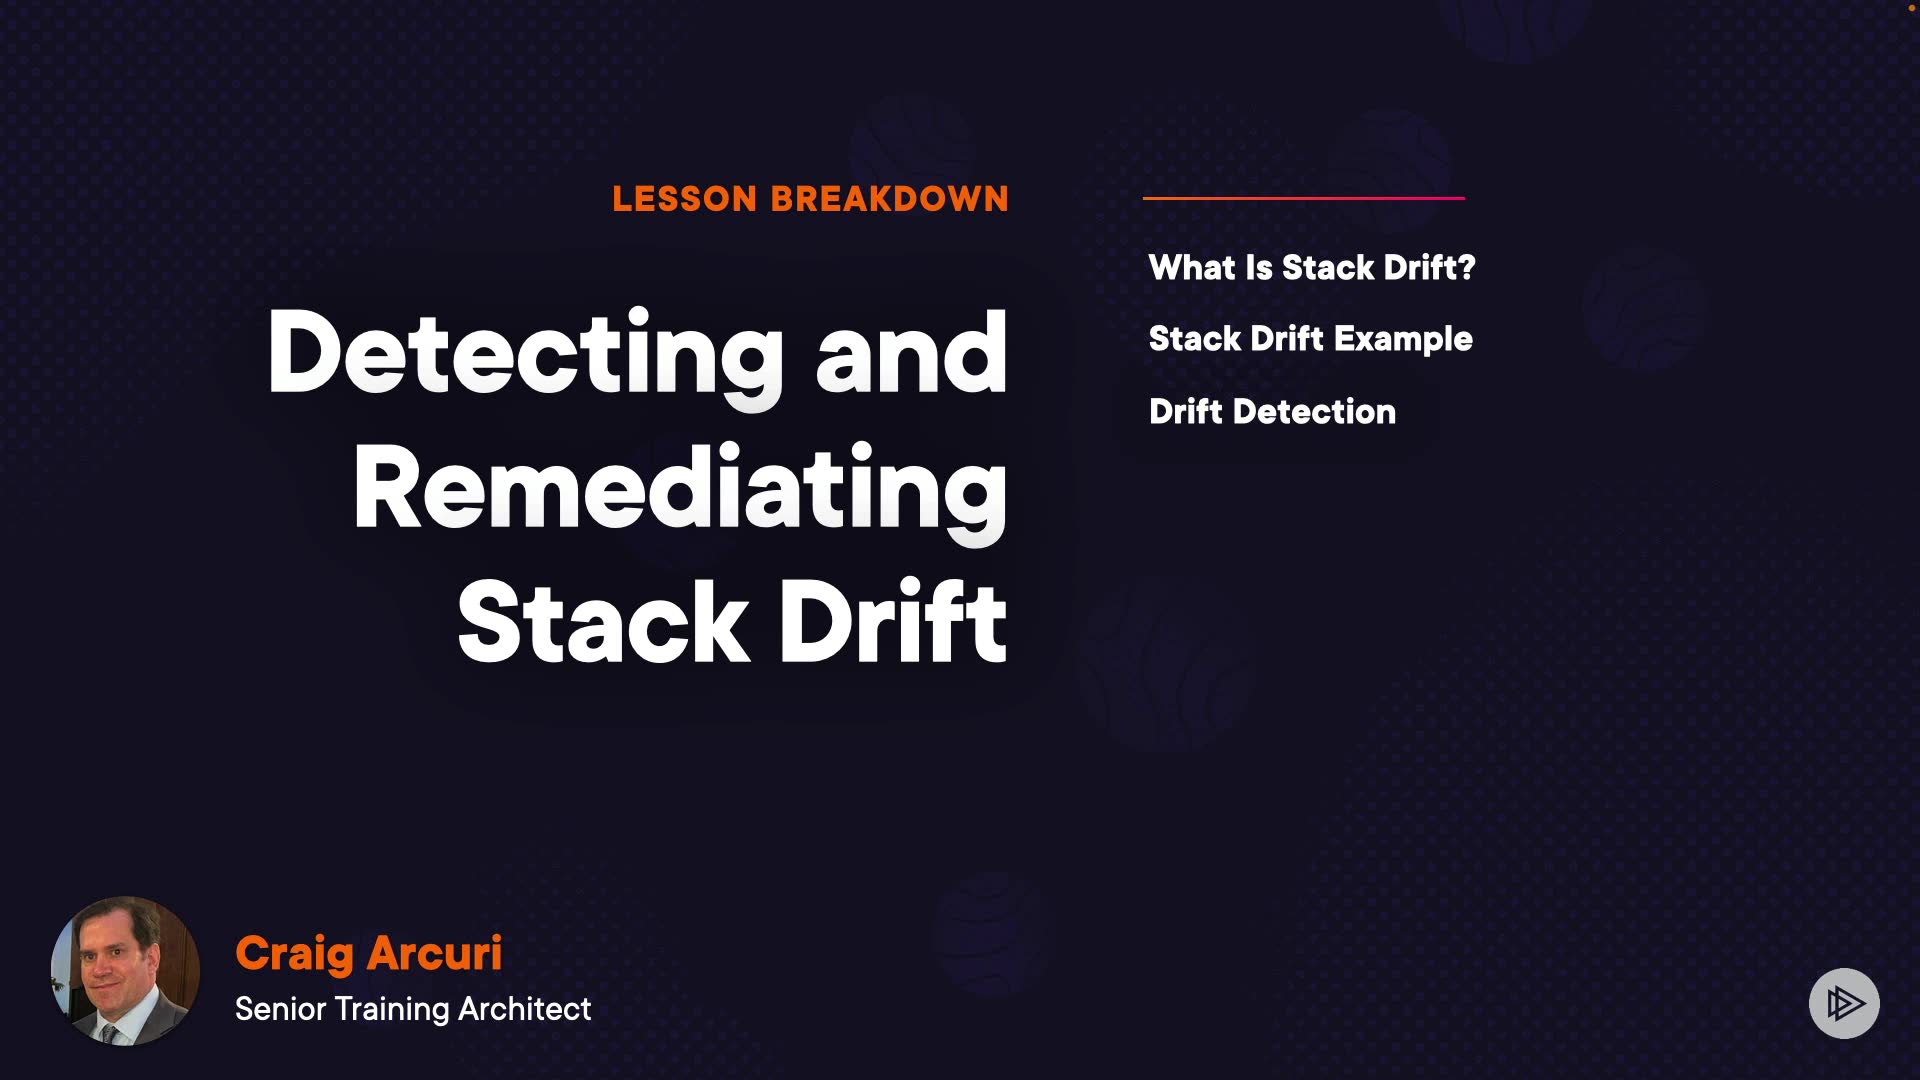 LESSON BREAKDOWN
Detecting and
Remediating
Stack Drift
What Is Stack Drift?
Stack Drift Example
Drift Detection
Craig Arcuri
Senior Training Architect